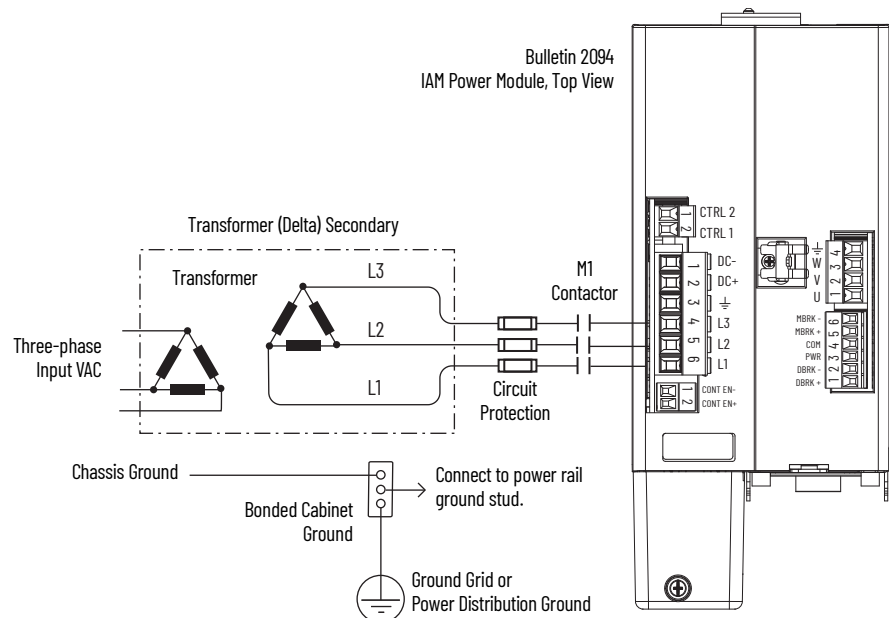 Bulletin 2094
IAM Power Module, Top View
Transformer (Delta) Secondary
Transformer
L3
L2
L1
Three-phase
Input VAC
M1
Contactor
Circuit
Protection
1 CTRL 2
2 CTRL 1
1 DC-
2 DC+
3
4 L3
5 L2
6 L1
1 CONT EN-
2 CONT EN+
4
W 3
V 2
U 1
MBRK - 6
MBRK + 5
COM 4
PWR 3
DBRK - 2
DBRK + 1
Chassis Ground
Bonded Cabinet
Ground
Connect to power rail
ground stud.
Ground Grid or
Power Distribution Ground